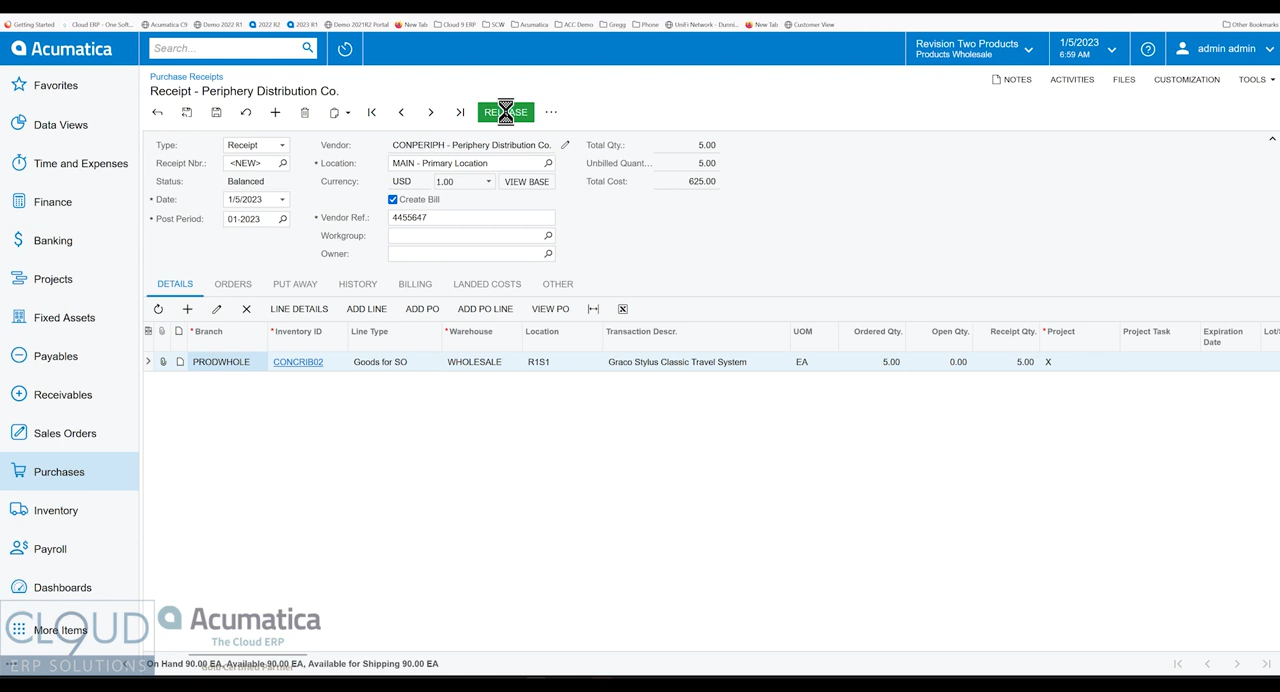 Getting Started Cloud ERP - One Soft... Acumatica C9 Demo 2022 R1 2022 R2 2023 R1 Demo 2021R2 Portal New Tab Cloud 9 ERP SCW Acumatica ACC Demo Gregg Phone UniFi Network - Dunni... New Tab Customer View Other Bookmarks
Acumatica Search... Revision Two Products 1/5/2023 admin admin
Products Wholesale 6:59 AM
Purchase Receipts
Receipt - Periphery Distribution Co.
NOTES ACTIVITIES FILES CUSTOMIZATION TOOLS
RELEASE
Favorites
Data Views
Time and Expenses
Finance
Banking
Projects
Fixed Assets
Payables
Receivables
Sales Orders
Purchases
Inventory
Payroll
Dashboards
More Items
Type: Receipt Vendor: CONPERIPH - Periphery Distribution Co. Total Qty.: 5.00
Receipt Nbr.: <NEW> * Location: MAIN - Primary Location Unbilled Quant... 5.00
Status: Balanced Currency: USD 1.00 VIEW BASE Total Cost: 625.00
* Date: 1/5/2023 Create Bill
* Post Period: 01-2023 * Vendor Ref.: 4455647
Workgroup:
Owner:
DETAILS ORDERS PUT AWAY HISTORY BILLING LANDED COSTS OTHER
LINE DETAILS ADD LINE ADD PO ADD PO LINE VIEW PO
* Branch * Inventory ID Line Type * Warehouse Location Transaction Descr. UOM Ordered Qty. Open Qty. Receipt Qty. * Project Project Task Expiration Date Lot/
PRODWHOLE CONCRIB02 Goods for SO WHOLESALE R1S1 Graco Stylus Classic Travel System EA 5.00 0.00 5.00 X
CLOUD9
ERP SOLUTIONS
Acumatica
The Cloud ERP
Gold Certified Partner
On Hand 90.00 EA, Available 90.00 EA, Available for Shipping 90.00 EA